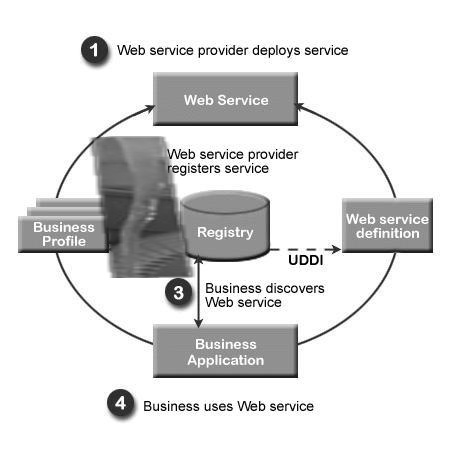 1 Web service provider deploys service
Web Service
Web service provider
registers service
Business
Profile
Registry
Web service
definition
UDDI
3 Business discovers
Web service
Business
Application
4 Business uses Web service